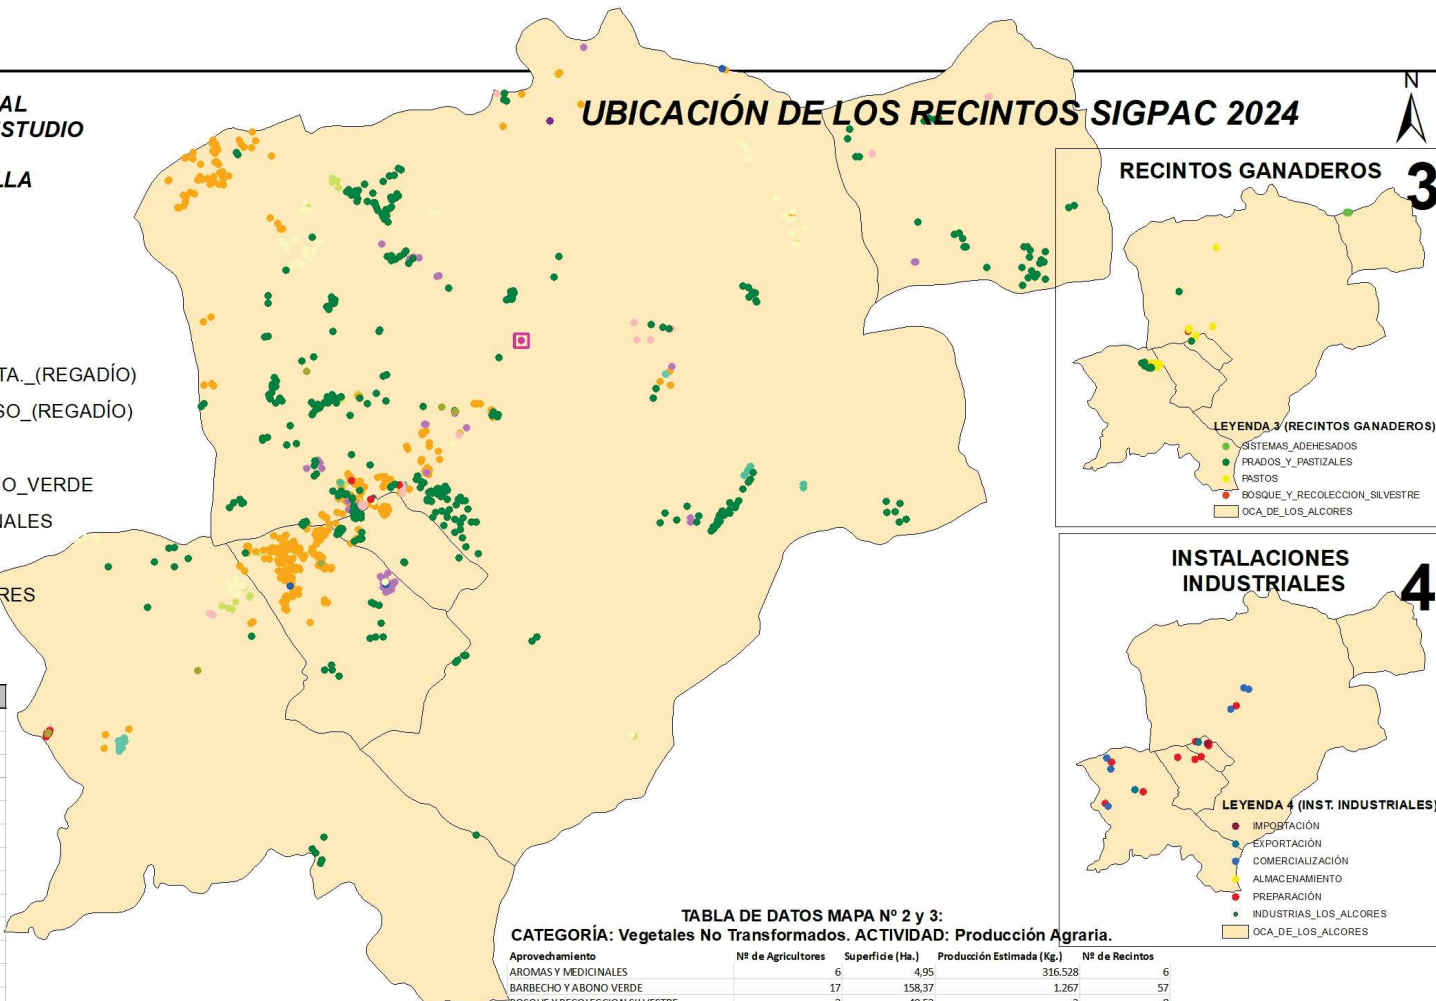 AL
STUDIO
LLA
UBICACIÓN DE LOS RECINTOS SIGPAC 2024
N
TA._(REGADÍO)
SO_(REGADÍO)
O_VERDE
NALES
RES
RECINTOS GANADEROS
3
LEYENDA 3 (RECINTOS GANADEROS)
SISTEMAS_ADEHESADOS
PRADOS_Y_PASTIZALES
PASTOS
BOSQUE_Y_RECOLECCION_SILVESTRE
OCA_DE_LOS_ALCORES
INSTALACIONES
INDUSTRIALES
4
LEYENDA 4 (INST. INDUSTRIALES)
IMPORTACIÓN
EXPORTACIÓN
COMERCIALIZACIÓN
ALMACENAMIENTO
PREPARACIÓN
INDUSTRIAS_LOS_ALCORES
OCA_DE_LOS_ALCORES
TABLA DE DATOS MAPA Nº 2 y 3:
CATEGORÍA: Vegetales No Transformados. ACTIVIDAD: Producción Agraria.
Aprovechamiento Nº de Agricultores Superficie (Ha.) Producción Estimada (Kg.) Nº de Recintos
AROMAS Y MEDICINALES 6 4,95 316.528 6
BARBECHO Y ABONO VERDE 17 158,37 1.267 57
BOSQUE Y RECOLECCION SILVESTRE